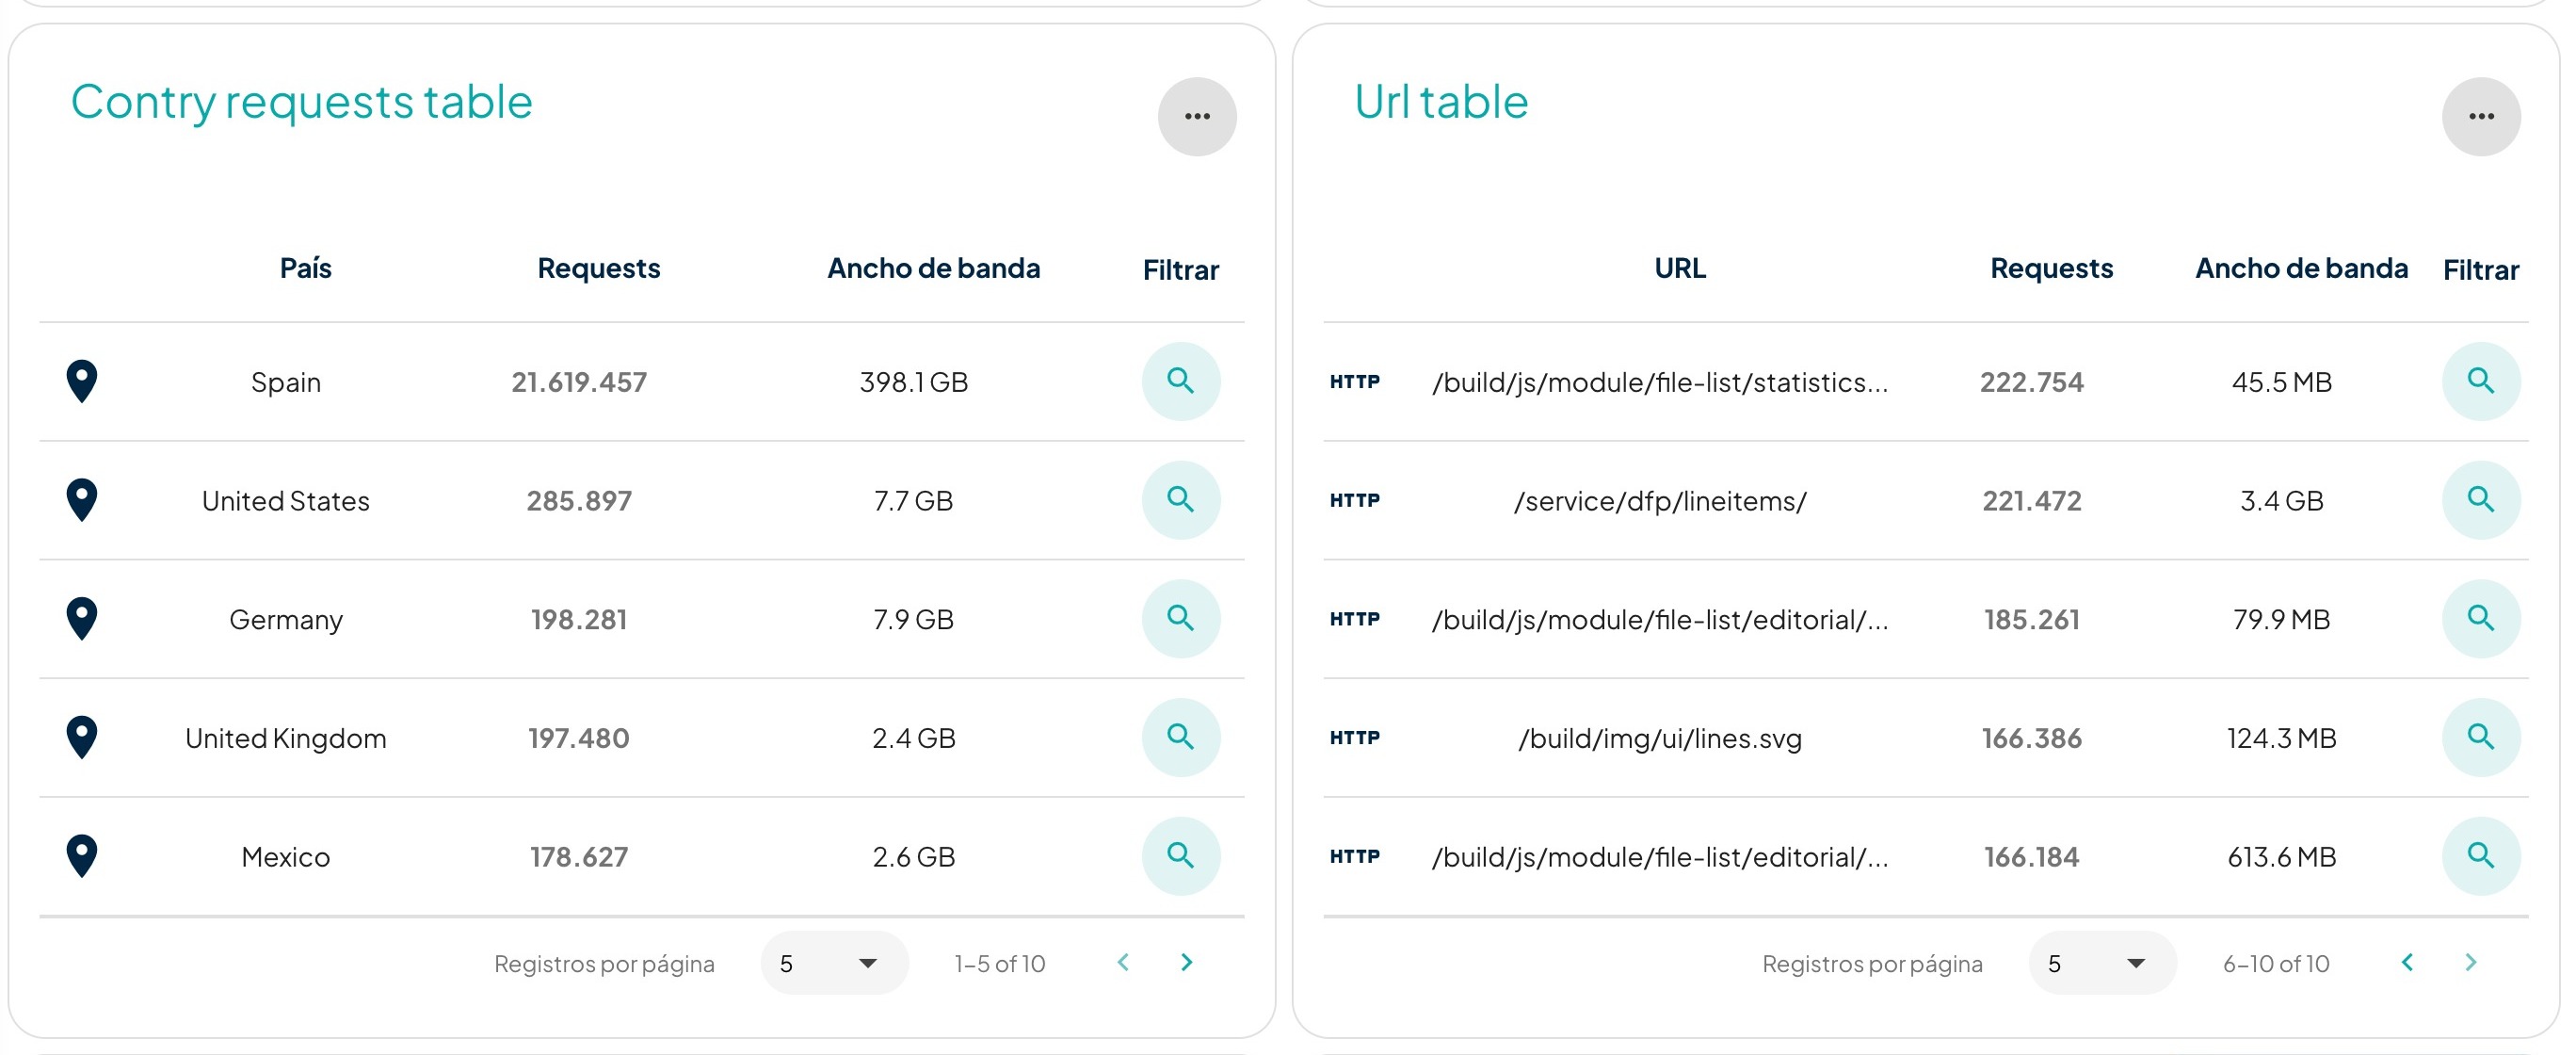 Contry requests table
...
País Requests Ancho de banda Filtrar
Spain 21.619.457 398.1 GB
United States 285.897 7.7 GB
Germany 198.281 7.9 GB
United Kingdom 197.480 2.4 GB
Mexico 178.627 2.6 GB
Registros por página 5 1-5 of 10
Url table
...
URL Requests Ancho de banda Filtrar
HTTP /build/js/module/file-list/statistics... 222.754 45.5 MB
HTTP /service/dfp/lineitems/ 221.472 3.4 GB
HTTP /build/js/module/file-list/editorial/... 185.261 79.9 MB
HTTP /build/img/ui/lines.svg 166.386 124.3 MB
HTTP /build/js/module/file-list/editorial/... 166.184 613.6 MB
Registros por página 5 6-10 of 10